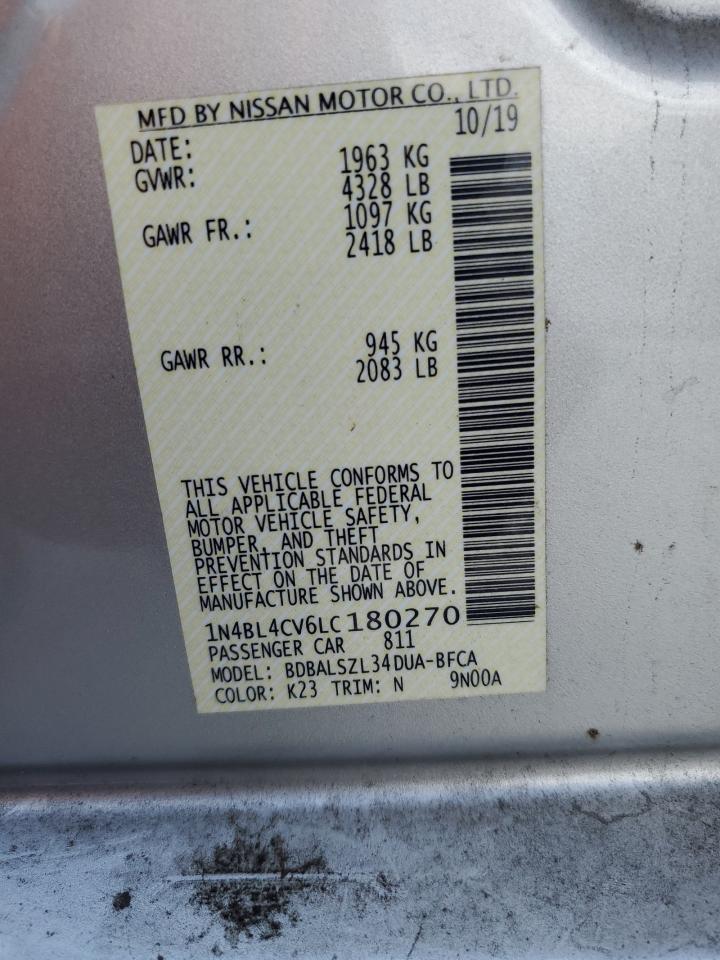 MFD BY NISSAN MOTOR CO., LTD.
DATE: 10/19
GVWR: 1963 KG
4328 LB
GAWR FR.: 1097 KG
2418 LB
GAWR RR.: 945 KG
2083 LB
THIS VEHICLE CONFORMS TO
ALL APPLICABLE FEDERAL
MOTOR VEHICLE SAFETY,
BUMPER, AND THEFT
PREVENTION STANDARDS IN
EFFECT ON THE DATE OF
MANUFACTURE SHOWN ABOVE.
1N4BL4CV6LC180270
PASSENGER CAR 811
MODEL: BDBALSZL34DUA-BFCA
COLOR: K23 TRIM: N 9N00A